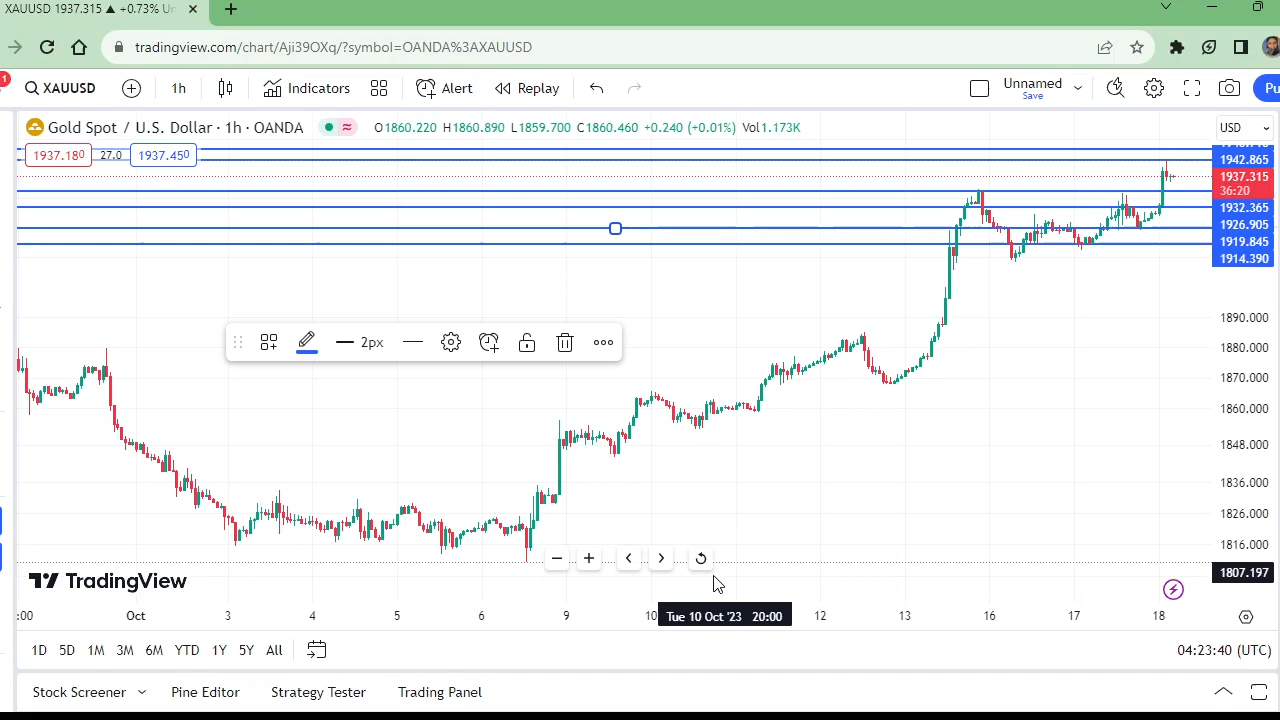 XAUUSD 1937.315 ▲ +0.73% Un
tradingview.com/chart/Aji39OXq/?symbol=OANDA%3AXAUUSD
1
XAUUSD 1h Indicators Alert Replay Unnamed Save Pu
Gold Spot / U.S. Dollar · 1h · OANDA O1860.220 H1860.890 L1859.700 C1860.460 +0.240 (+0.01%) Vol1.173K USD
1937.180 27.0 1937.450
1942.865
1937.315
36:20
1932.365
1926.905
1919.845
1914.390
1890.000
2px
1880.000
1870.000
1860.000
1848.000
1836.000
1826.000
1816.000
1807.197
TradingView
:00 Oct 3 4 5 6 9 10 Tue 10 Oct '23 20:00 12 13 16 17 18
1D 5D 1M 3M 6M YTD 1Y 5Y All 04:23:40 (UTC)
Stock Screener Pine Editor Strategy Tester Trading Panel